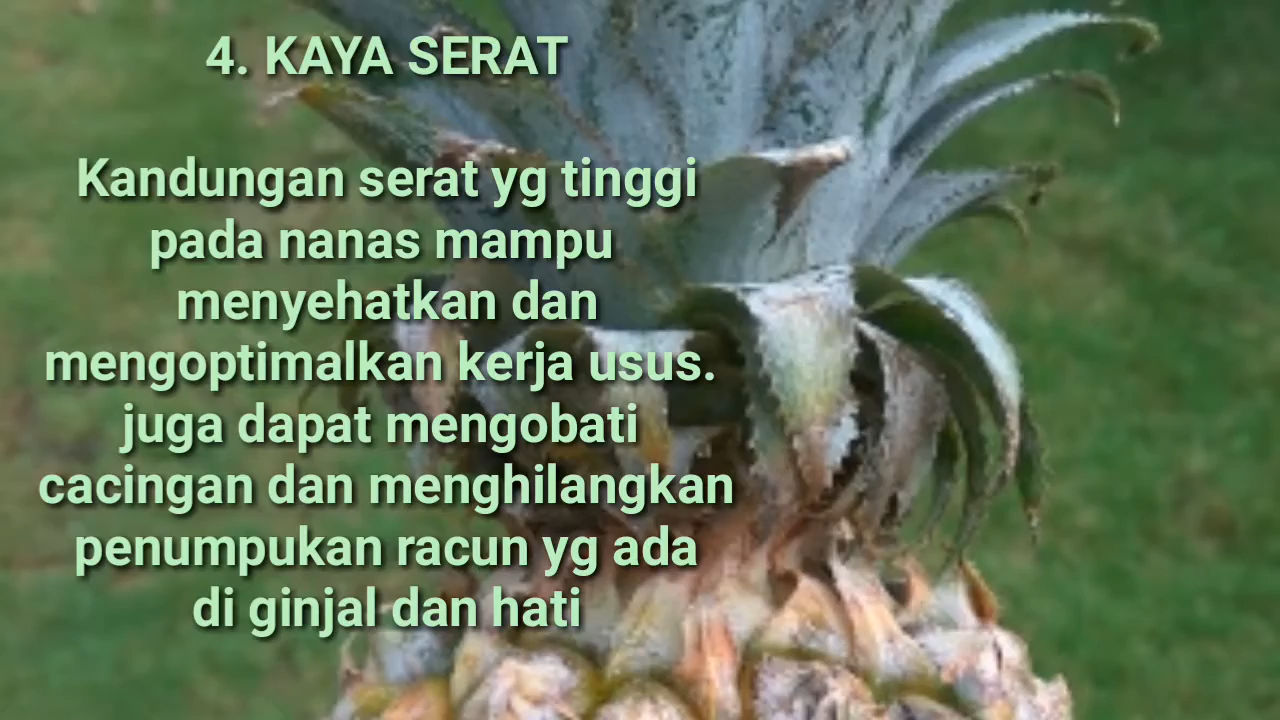 4. KAYA SERAT
Kandungan serat yg tinggi
pada nanas mampu
menyehatkan dan
mengoptimalkan kerja usus.
juga dapat mengobati
cacingan dan menghilangkan
penumpukan racun yg ada
di ginjal dan hati